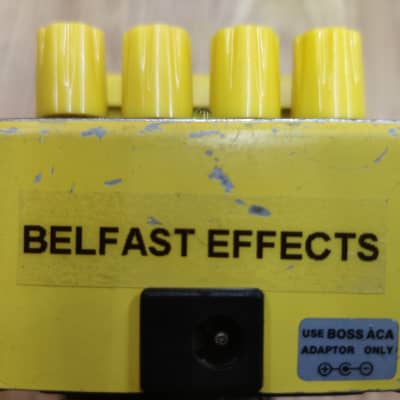 BELFAST EFFECTS
USE BOSS ACA
ADAPTOR ONLY